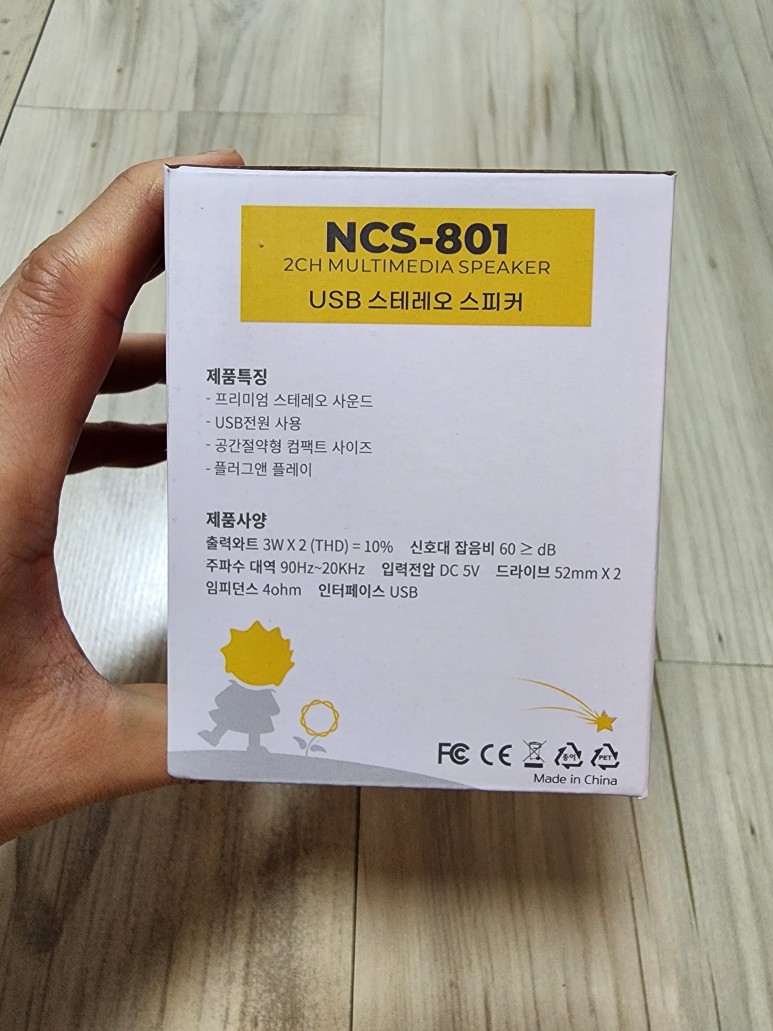 NCS-801
2CH MULTIMEDIA SPEAKER
USB 스테레오 스피커
제품특징
- 프리미엄 스테레오 사운드
- USB전원 사용
- 공간절약형 컴팩트 사이즈
- 플러그앤 플레이
제품사양
출력와트 3W X 2 (THD) = 10% 신호대 잡음비 60 ≥ dB
주파수 대역 90Hz~20KHz 입력전압 DC 5V 드라이브 52mm X 2
임피던스 4ohm 인터페이스 USB
FC CE 종이 PET
Made in China